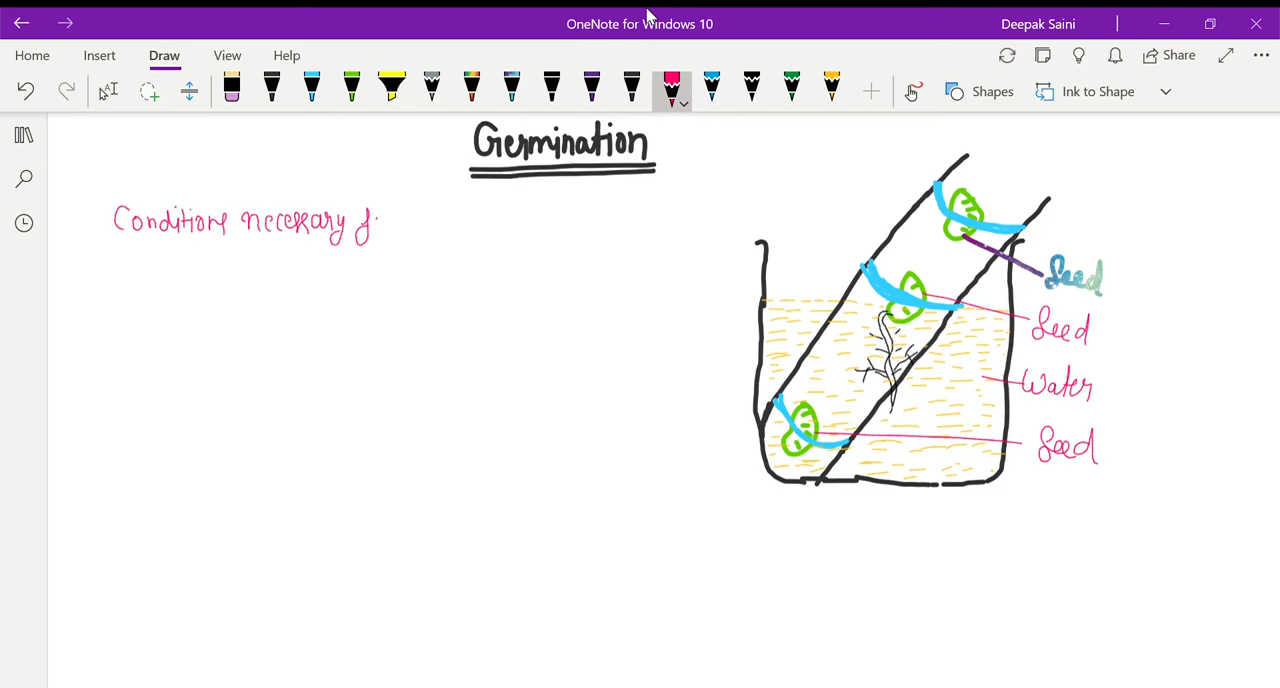 OneNote for Windows 10
Deepak Saini
Home Insert Draw View Help
Share
Shapes
Ink to Shape
Germination
Conditions necessary f
Seed
Seed
Water
Seed